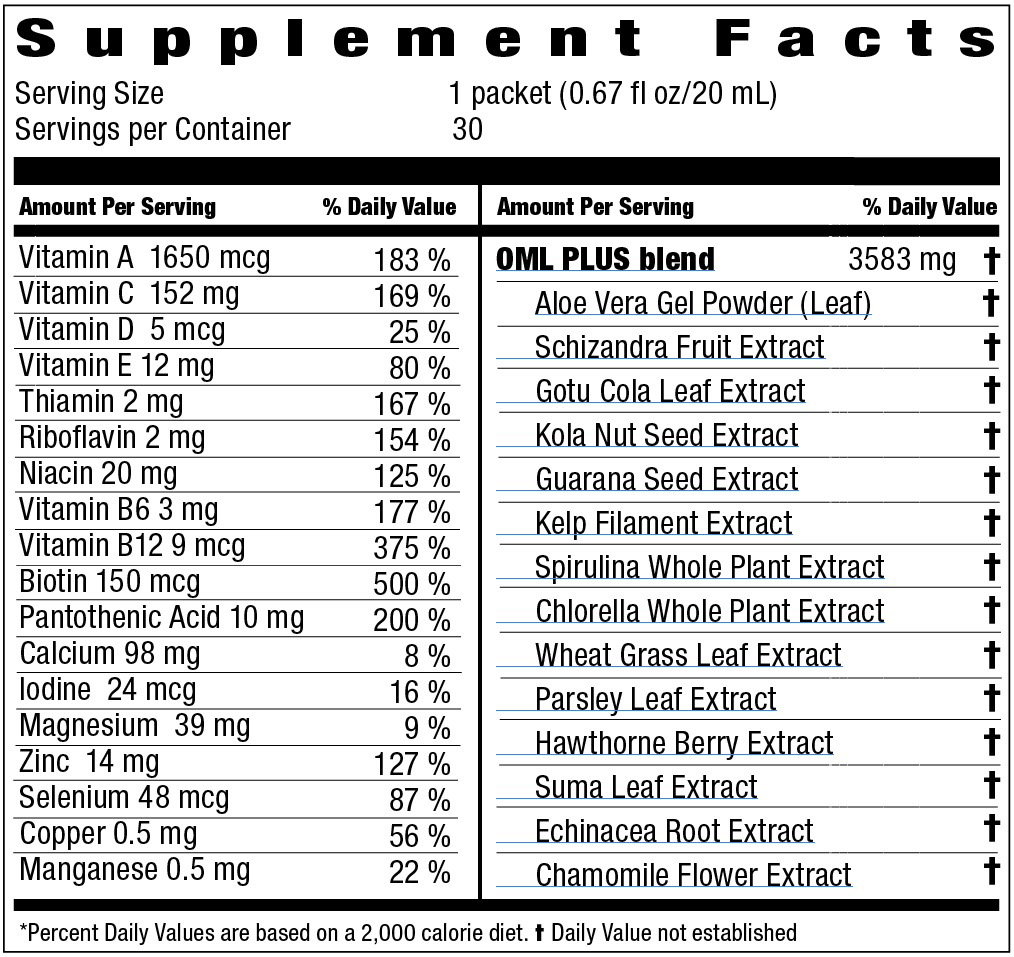 Supplement Facts
Serving Size 1 packet (0.67 fl oz/20 mL)
Servings per Container 30
Amount Per Serving % Daily Value
Vitamin A 1650 mcg 183 %
Vitamin C 152 mg 169 %
Vitamin D 5 mcg 25 %
Vitamin E 12 mg 80 %
Thiamin 2 mg 167 %
Riboflavin 2 mg 154 %
Niacin 20 mg 125 %
Vitamin B6 3 mg 177 %
Vitamin B12 9 mcg 375 %
Biotin 150 mcg 500 %
Pantothenic Acid 10 mg 200 %
Calcium 98 mg 8 %
Iodine 24 mcg 16 %
Magnesium 39 mg 9 %
Zinc 14 mg 127 %
Selenium 48 mcg 87 %
Copper 0.5 mg 56 %
Manganese 0.5 mg 22 %
Amount Per Serving % Daily Value
OML PLUS blend 3583 mg †
Aloe Vera Gel Powder (Leaf) †
Schizandra Fruit Extract †
Gotu Cola Leaf Extract †
Kola Nut Seed Extract †
Guarana Seed Extract †
Kelp Filament Extract †
Spirulina Whole Plant Extract †
Chlorella Whole Plant Extract †
Wheat Grass Leaf Extract †
Parsley Leaf Extract †
Hawthorne Berry Extract †
Suma Leaf Extract †
Echinacea Root Extract †
Chamomile Flower Extract †
*Percent Daily Values are based on a 2,000 calorie diet. † Daily Value not established